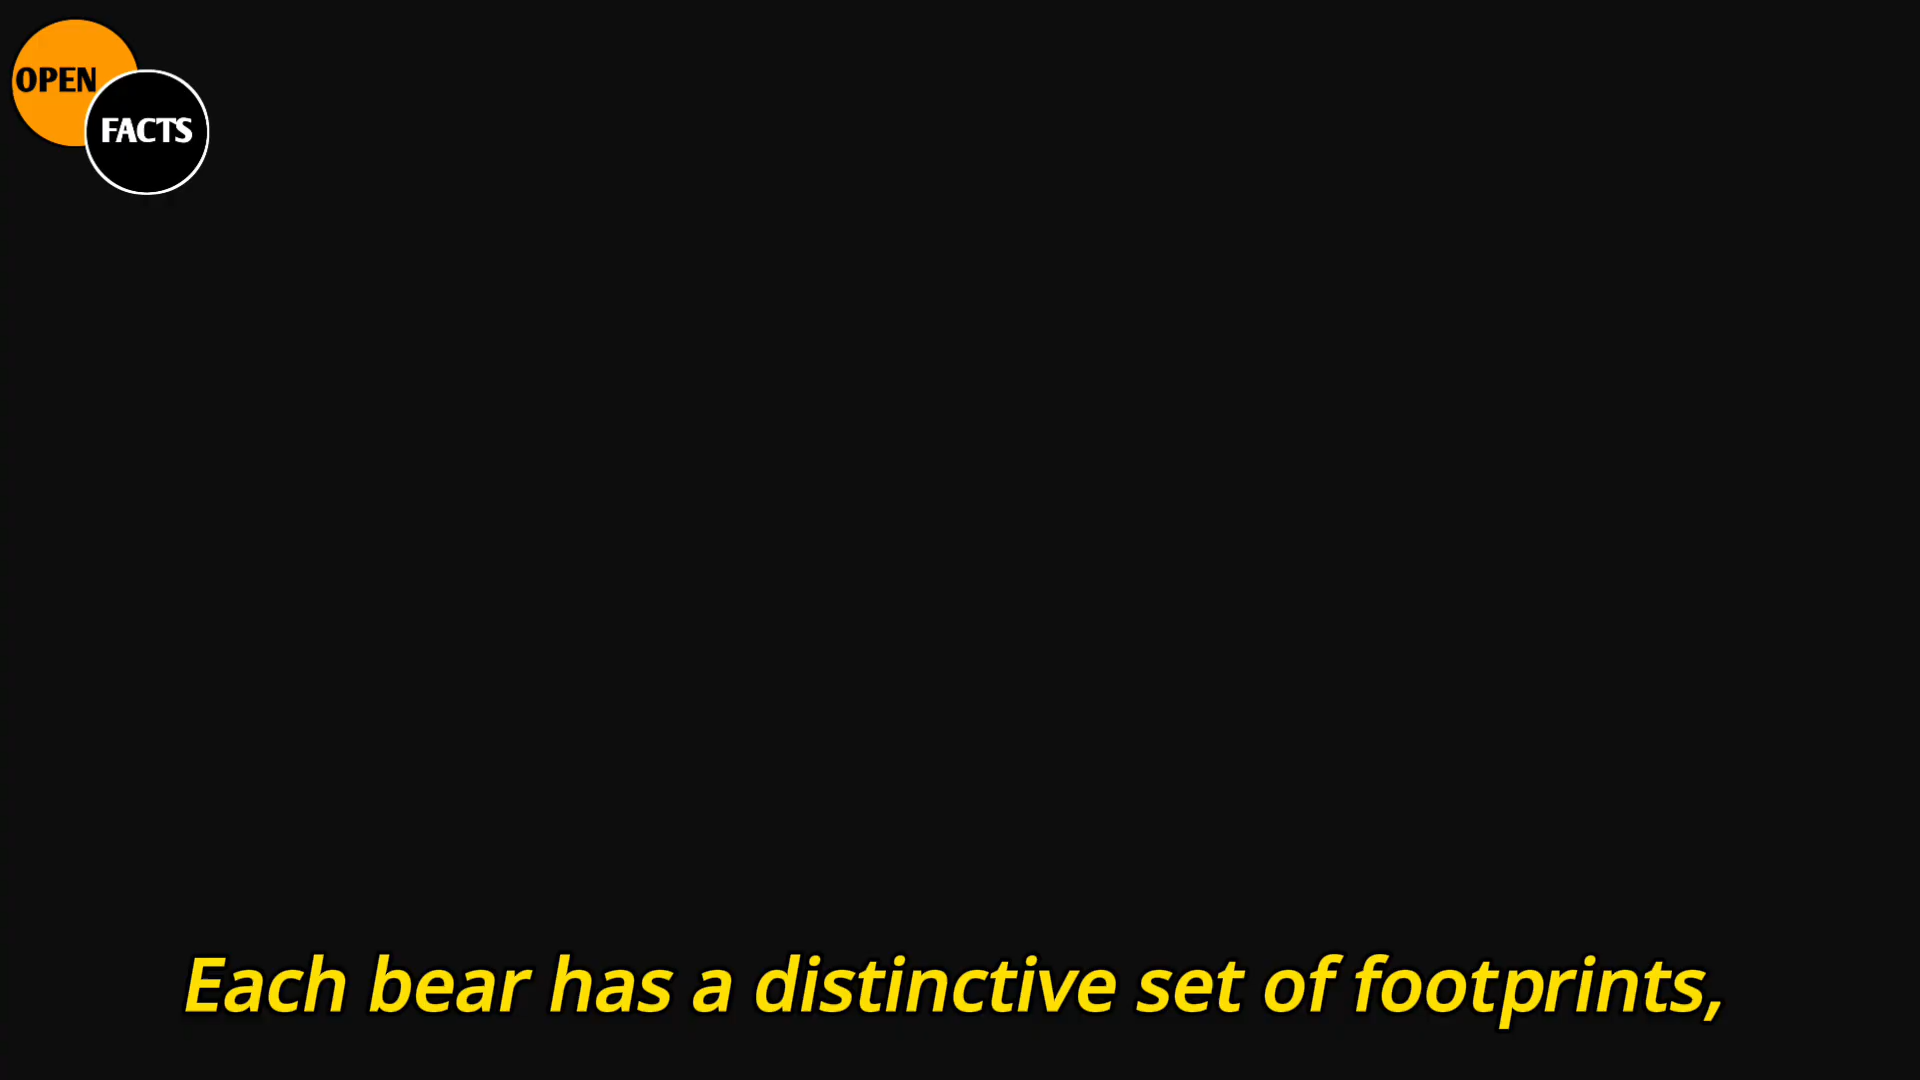 OPEN
FACTS
Each bear has a distinctive set of footprints,